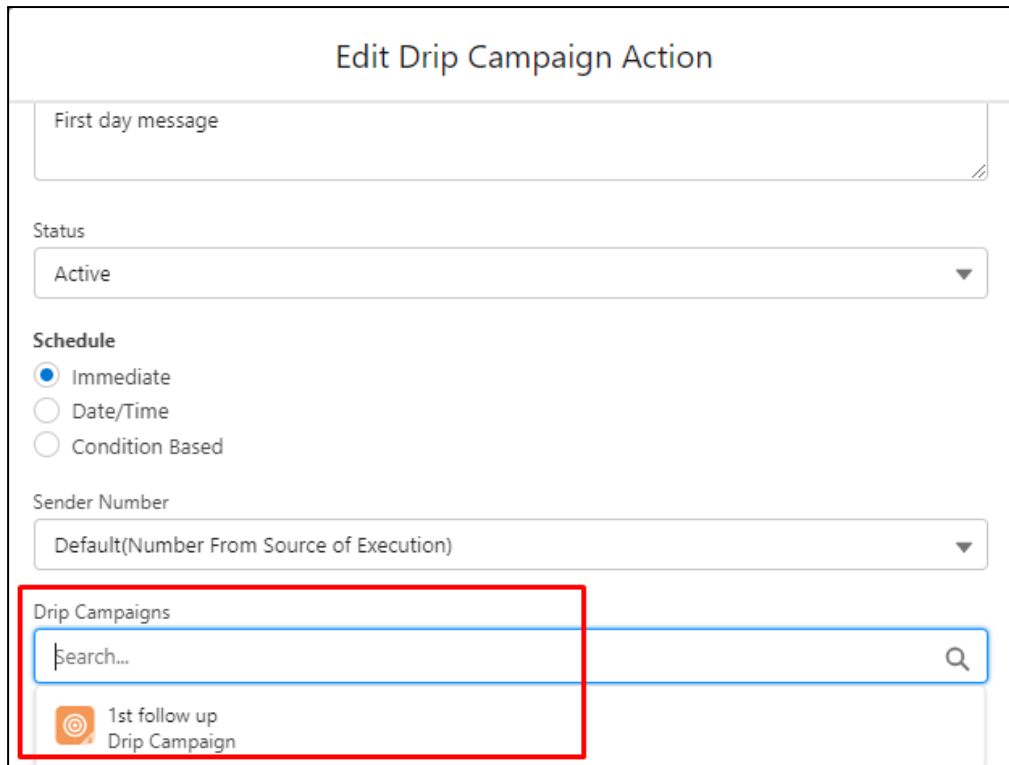 Edit Drip Campaign Action
First day message
Status
Active
Schedule
Immediate
Date/Time
Condition Based
Sender Number
Default(Number From Source of Execution)
Drip Campaigns
Search...
1st follow up
Drip Campaign